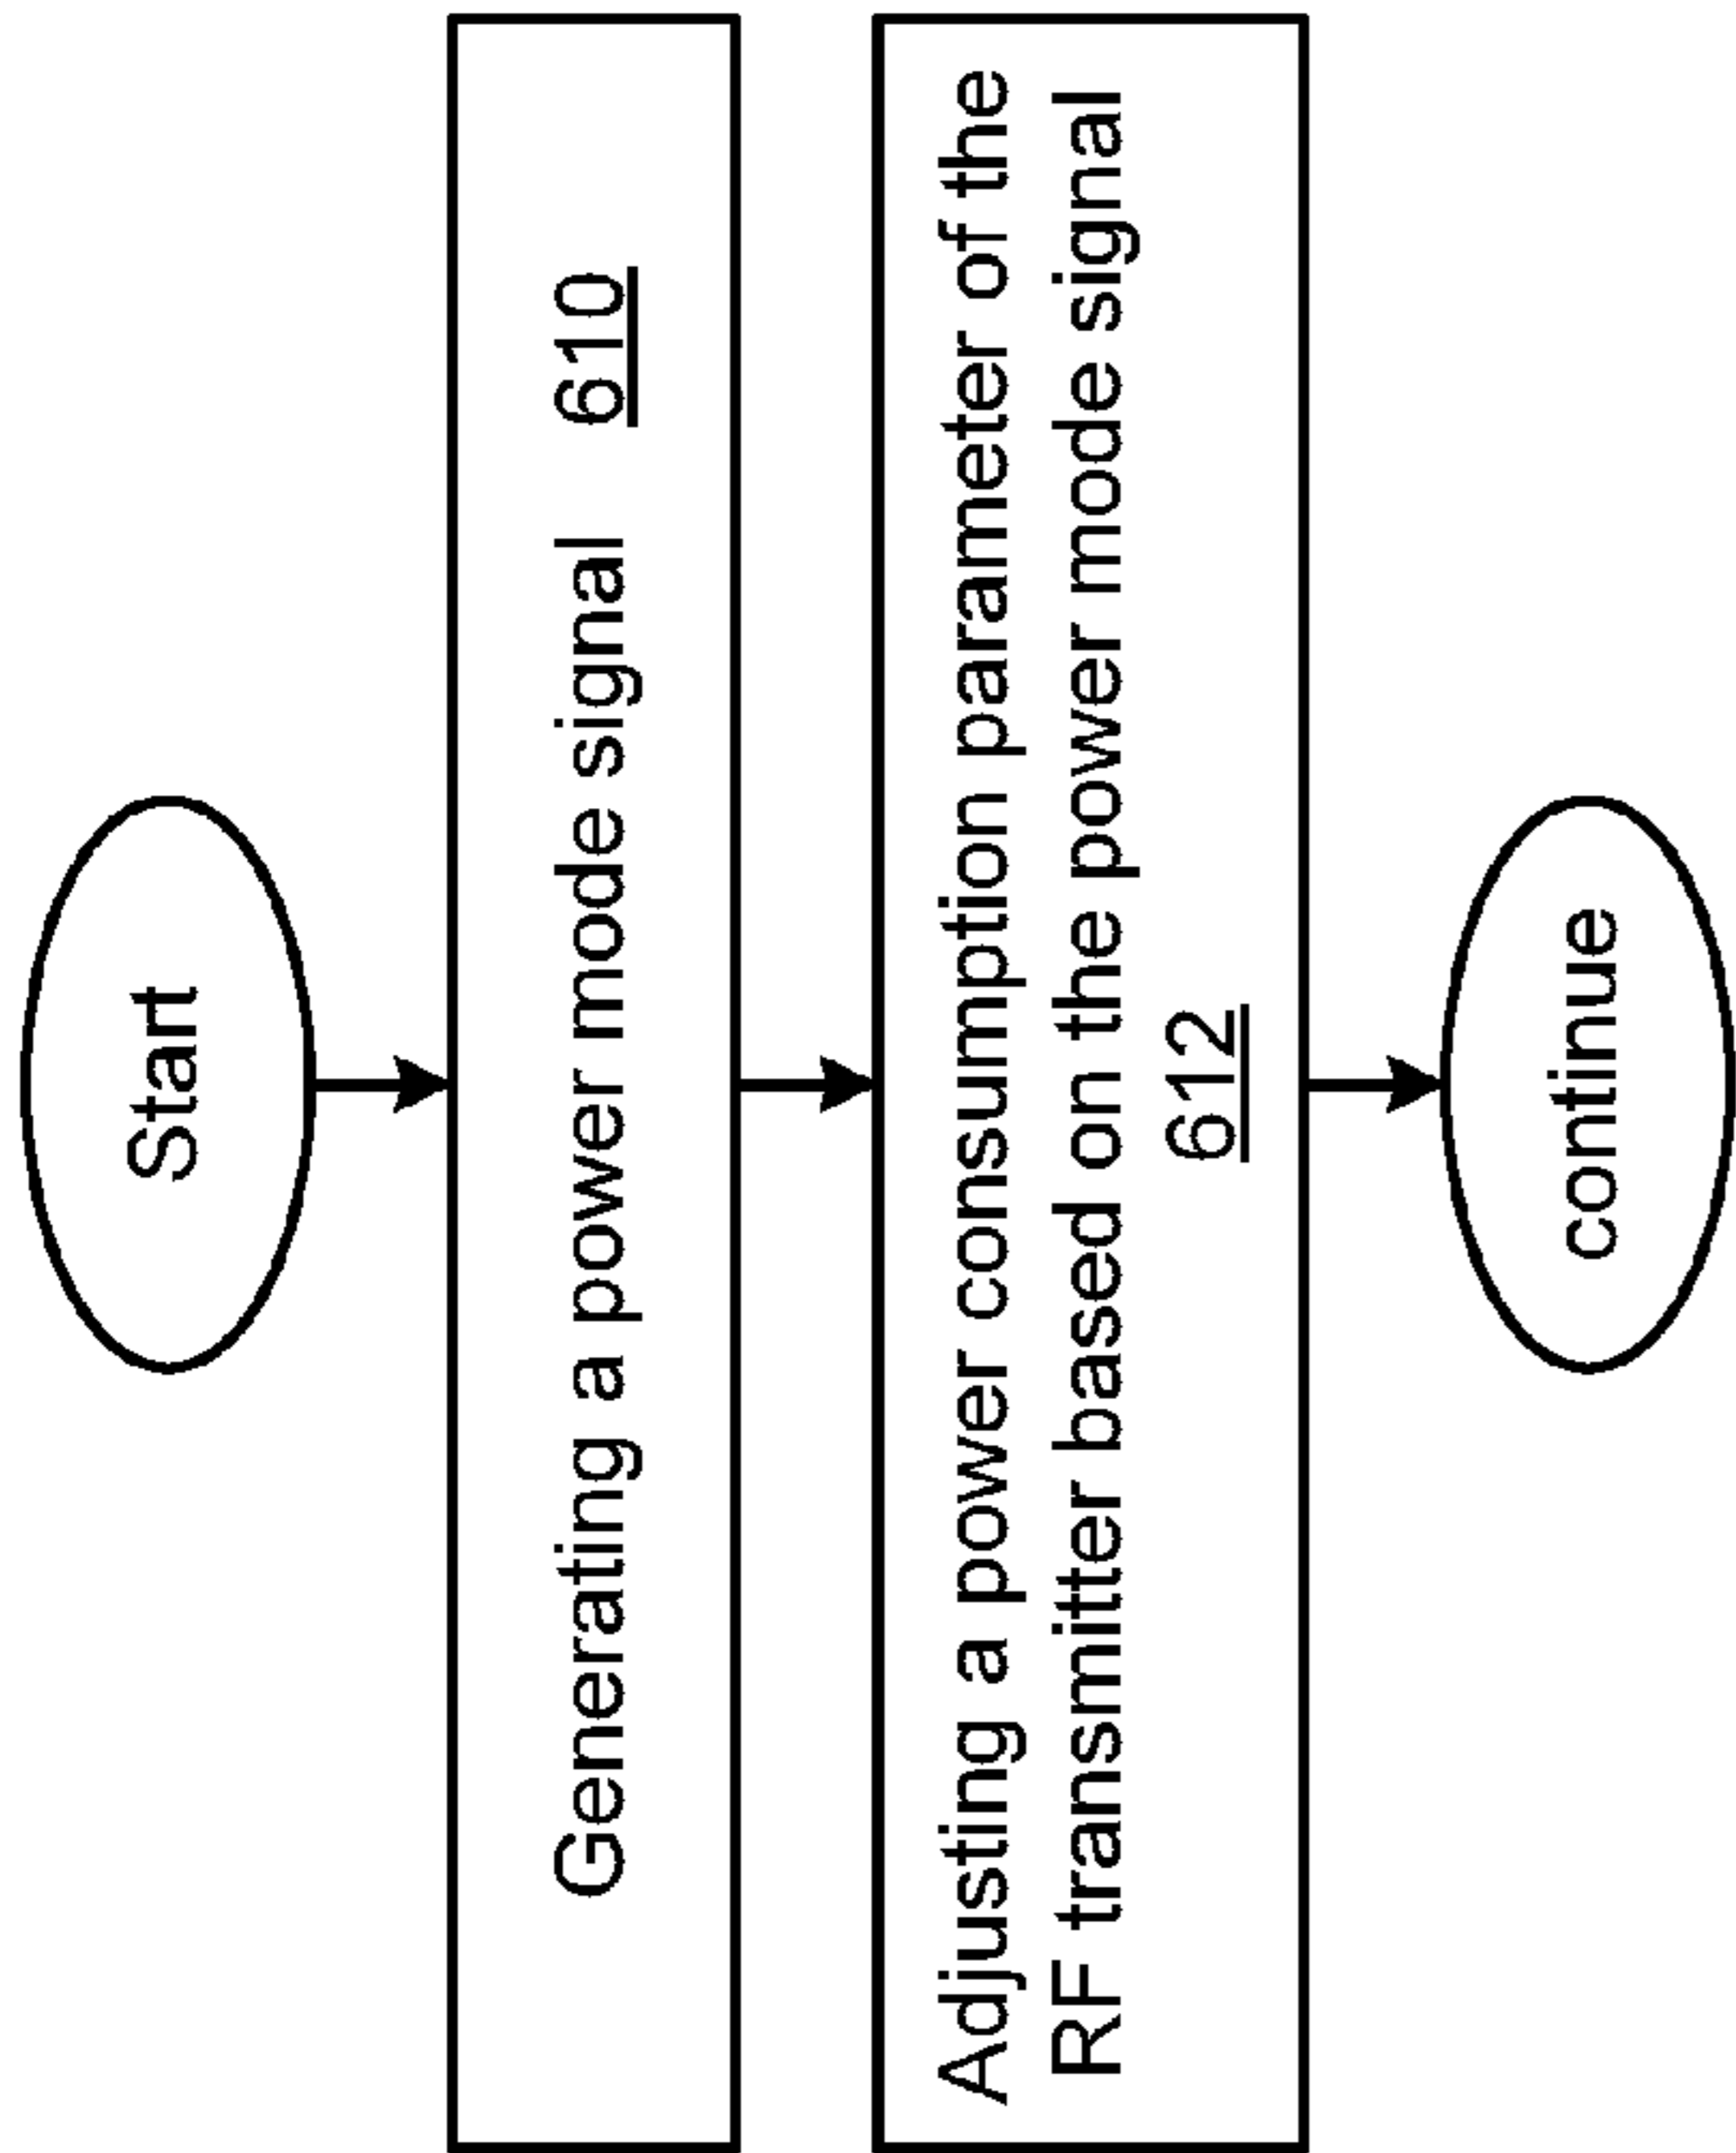 Start
Generating a power mode signal 610
Adjusting a power consumption parameter of the
RF transmitter based on the power mode signal
612
continue